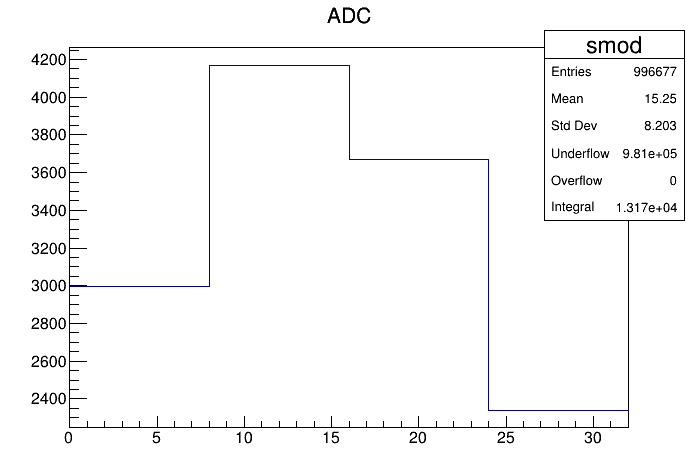 ADC
smod
Entries 996677
Mean 15.25
Std Dev 8.203
Underflow 9.81e+05
Overflow 0
Integral 1.317e+04
4200
4000
3800
3600
3400
3200
3000
2800
2600
2400
0 5 10 15 20 25 30